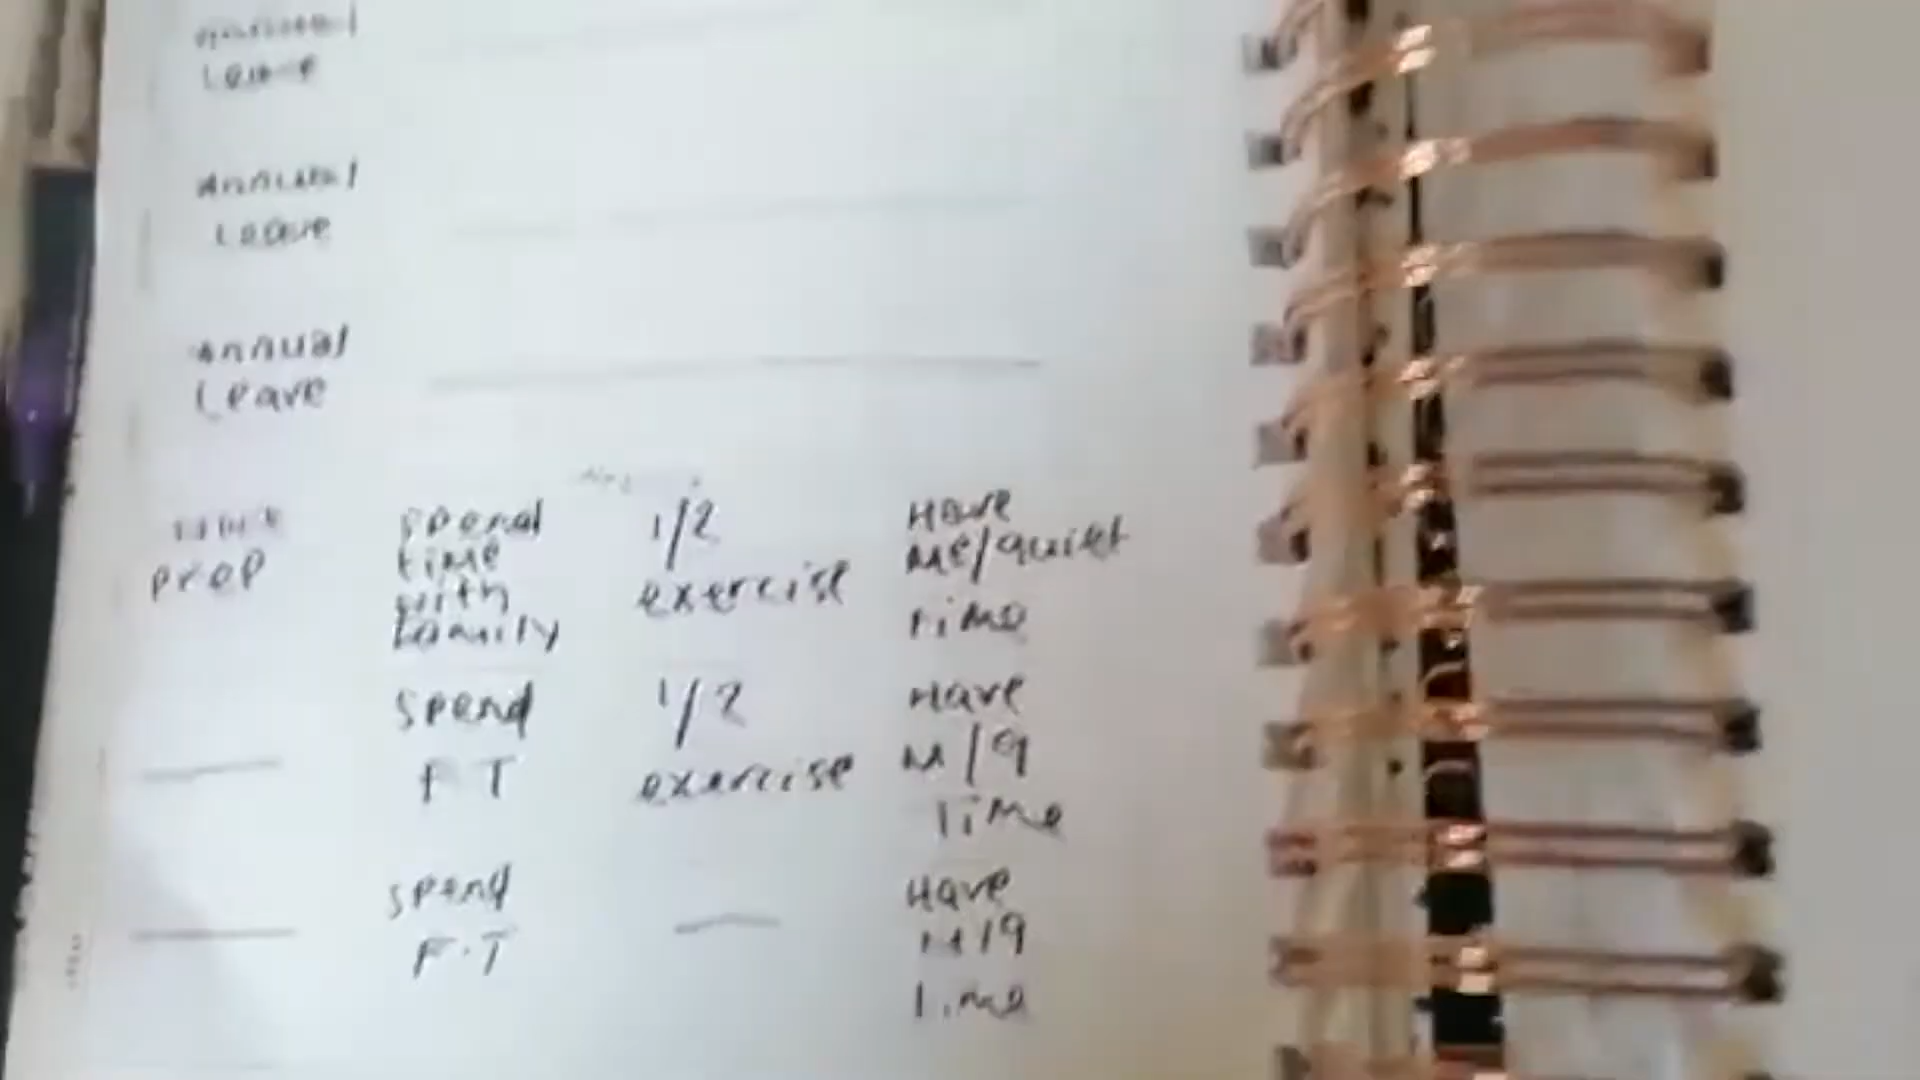 Annual
Leave
Annual
Leave
Annual
Leave
prep
spend
time
with
family
1/2
exercise
Have
me/quiet
time
spend
F T
1/2
exercise
Have
M/q
Time
spend
F.T
Have
M/q
Time